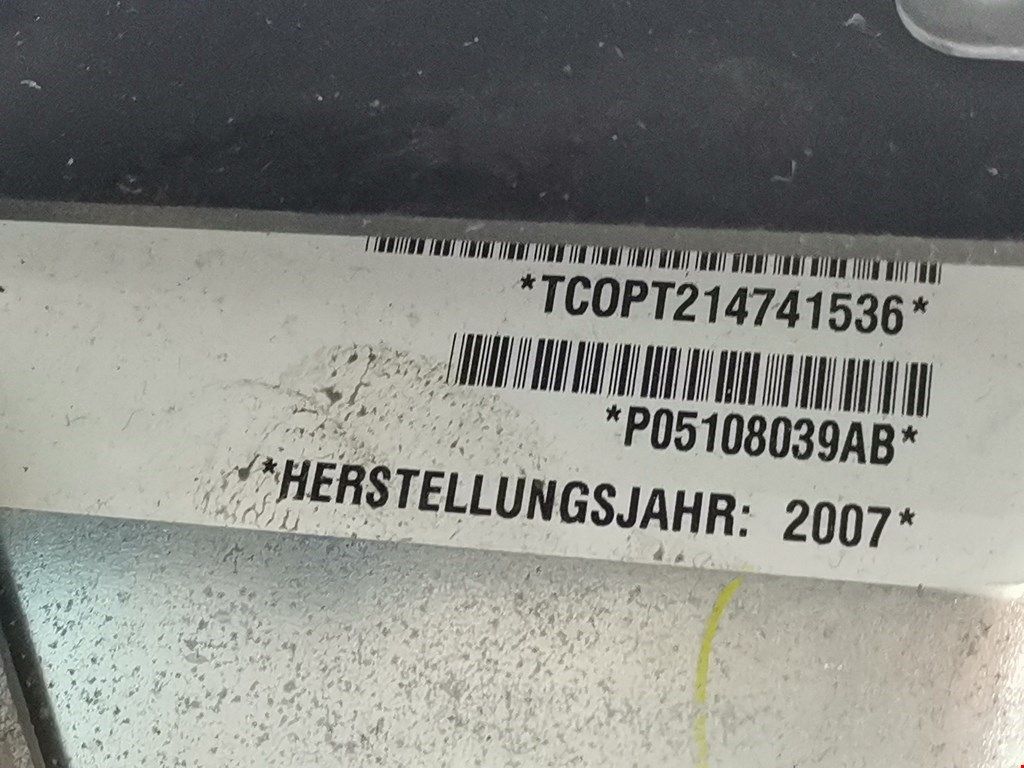 *TCOPT214741536*
*P05108039AB*
*HERSTELLUNGSJAHR: 2007*